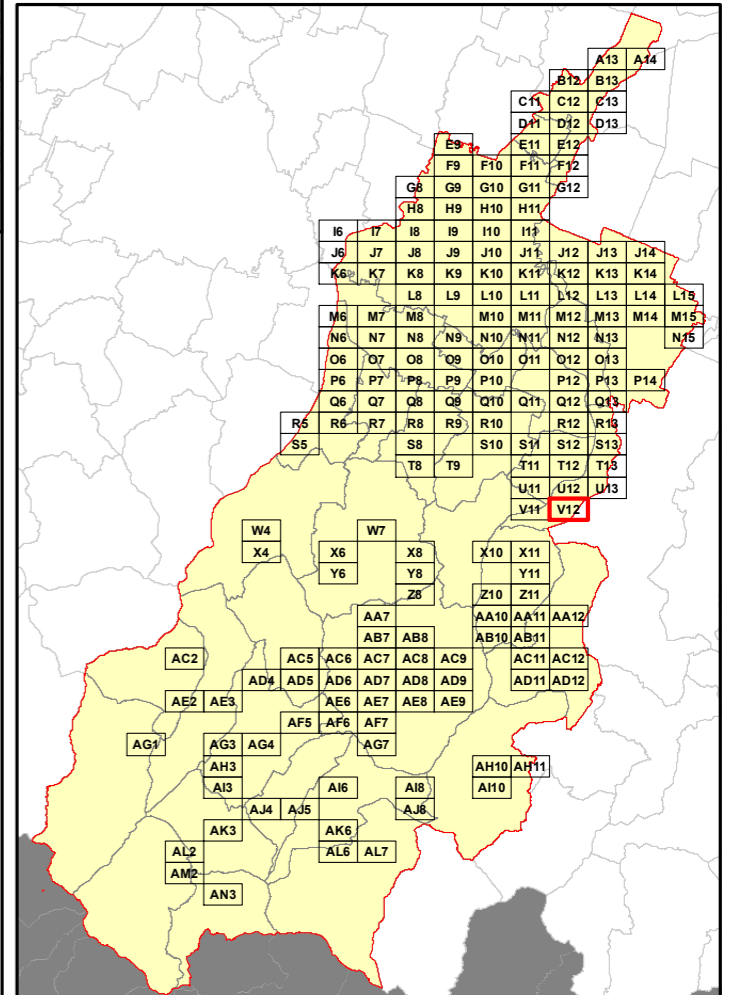 A13 A14
B12 B13
C11 C12 C13
D11 D12 D13
E9 E11 E12
F9 F10 F11 F12
G8 G9 G10 G11 G12
H8 H9 H10 H11
I6 I7 I8 I9 I10 I11
J6 J7 J8 J9 J10 J11 J12 J13 J14
K6 K7 K8 K9 K10 K11 K12 K13 K14
L8 L9 L10 L11 L12 L13 L14 L15
M6 M7 M8 M10 M11 M12 M13 M14 M15
N6 N7 N8 N9 N10 N11 N12 N13 N15
O6 O7 O8 O9 O10 O11 O12 O13
P6 P7 P8 P9 P10 P12 P13 P14
Q6 Q7 Q8 Q9 Q10 Q11 Q12 Q13
R5 R6 R7 R8 R9 R10 R12 R13
S5 S8 S10 S11 S12 S13
T8 T9 T11 T12 T13
U11 U12 U13
V11 V12
W4 W7
X4 X6 X8 X10 X11
Y6 Y8 Y11
Z8 Z10 Z11
AA7 AA10 AA11 AA12
AB7 AB8 AB10 AB11
AC2 AC5 AC6 AC7 AC8 AC9 AC11 AC12
AD4 AD5 AD6 AD7 AD8 AD9 AD11 AD12
AE2 AE3 AE6 AE7 AE8 AE9
AF5 AF6 AF7
AG1 AG3 AG4 AG7
AH3 AH10 AH11
AI3 AI6 AI8 AI10
AJ4 AJ5 AJ8
AK3 AK6
AL2 AL6 AL7
AM2
AN3